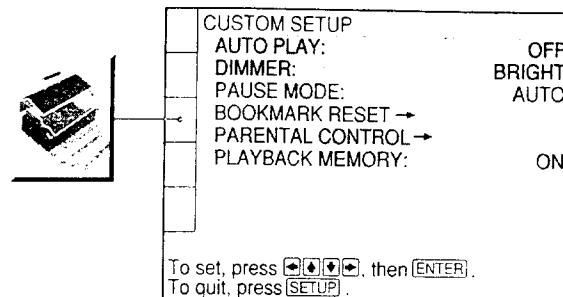 CUSTOM SETUP
AUTO PLAY: OFF
DIMMER: BRIGHT
PAUSE MODE: AUTO
BOOKMARK RESET →
PARENTAL CONTROL →
PLAYBACK MEMORY: ON
To set, press ←↑↓→, then ENTER.
To quit, press SETUP.